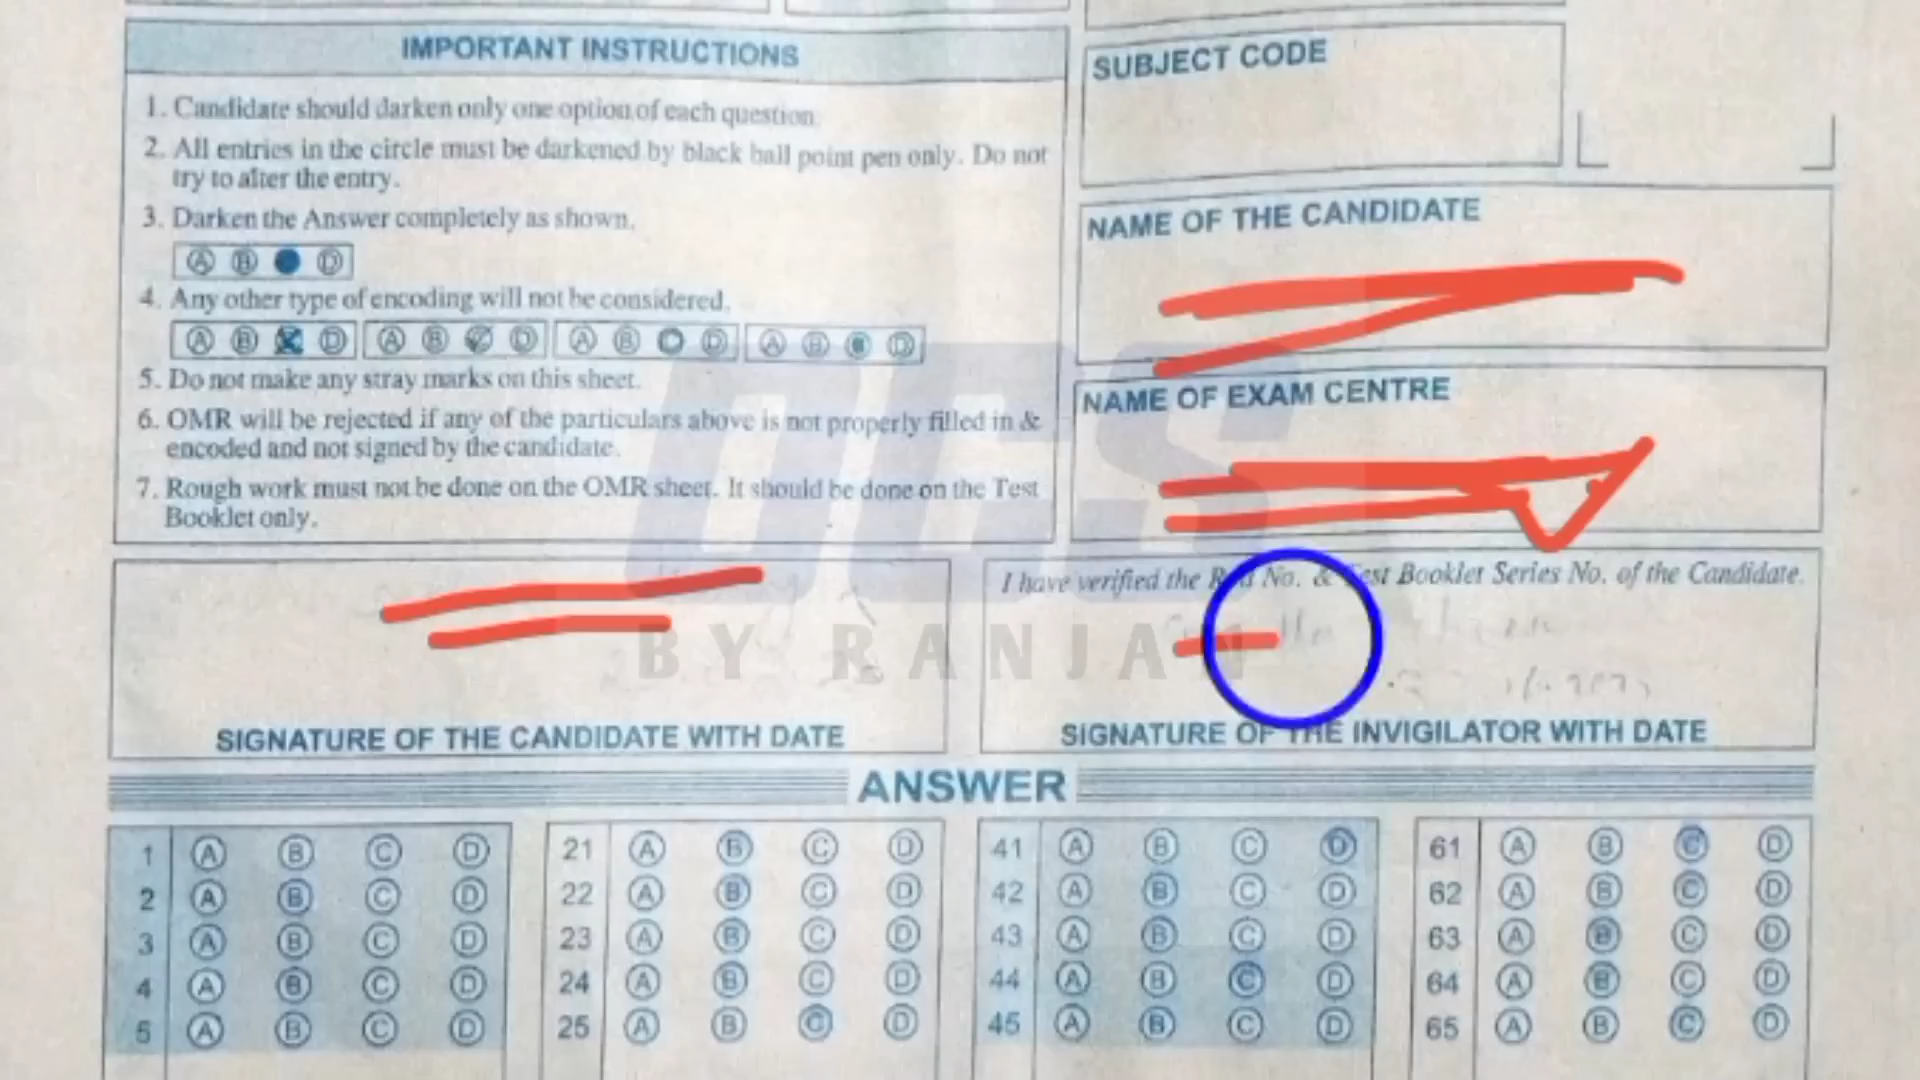 IMPORTANT INSTRUCTIONS
1. Candidate should darken only one option of each question
2. All entries in the circle must be darkened by black ball point pen only. Do not
try to alter the entry.
3. Darken the Answer completely as shown.
A B D
4. Any other type of encoding will not be considered.
A B D A B D A B D A B B D
5. Do not make any stray marks on this sheet.
6. OMR will be rejected if any of the particulars above is not properly filled in &
encoded and not signed by the candidate.
7. Rough work must not be done on the OMR sheet. It should be done on the Test
Booklet only.
SUBJECT CODE
NAME OF THE CANDIDATE
NAME OF EXAM CENTRE
OGS
BY RANJAN
SIGNATURE OF THE CANDIDATE WITH DATE
I have verified the Roll No. & Test Booklet Series No. of the Candidate.
SIGNATURE OF THE INVIGILATOR WITH DATE
ANSWER
1 A B C D 21 A B C D 41 A B C D 61 A B C D
2 A B C D 22 A B C D 42 A B C D 62 A B C D
3 A B C D 23 A B C D 43 A B C D 63 A B C D
4 A B C D 24 A B C D 44 A B C D 64 A B C D
5 A B C D 25 A B C D 45 A B C D 65 A B C D